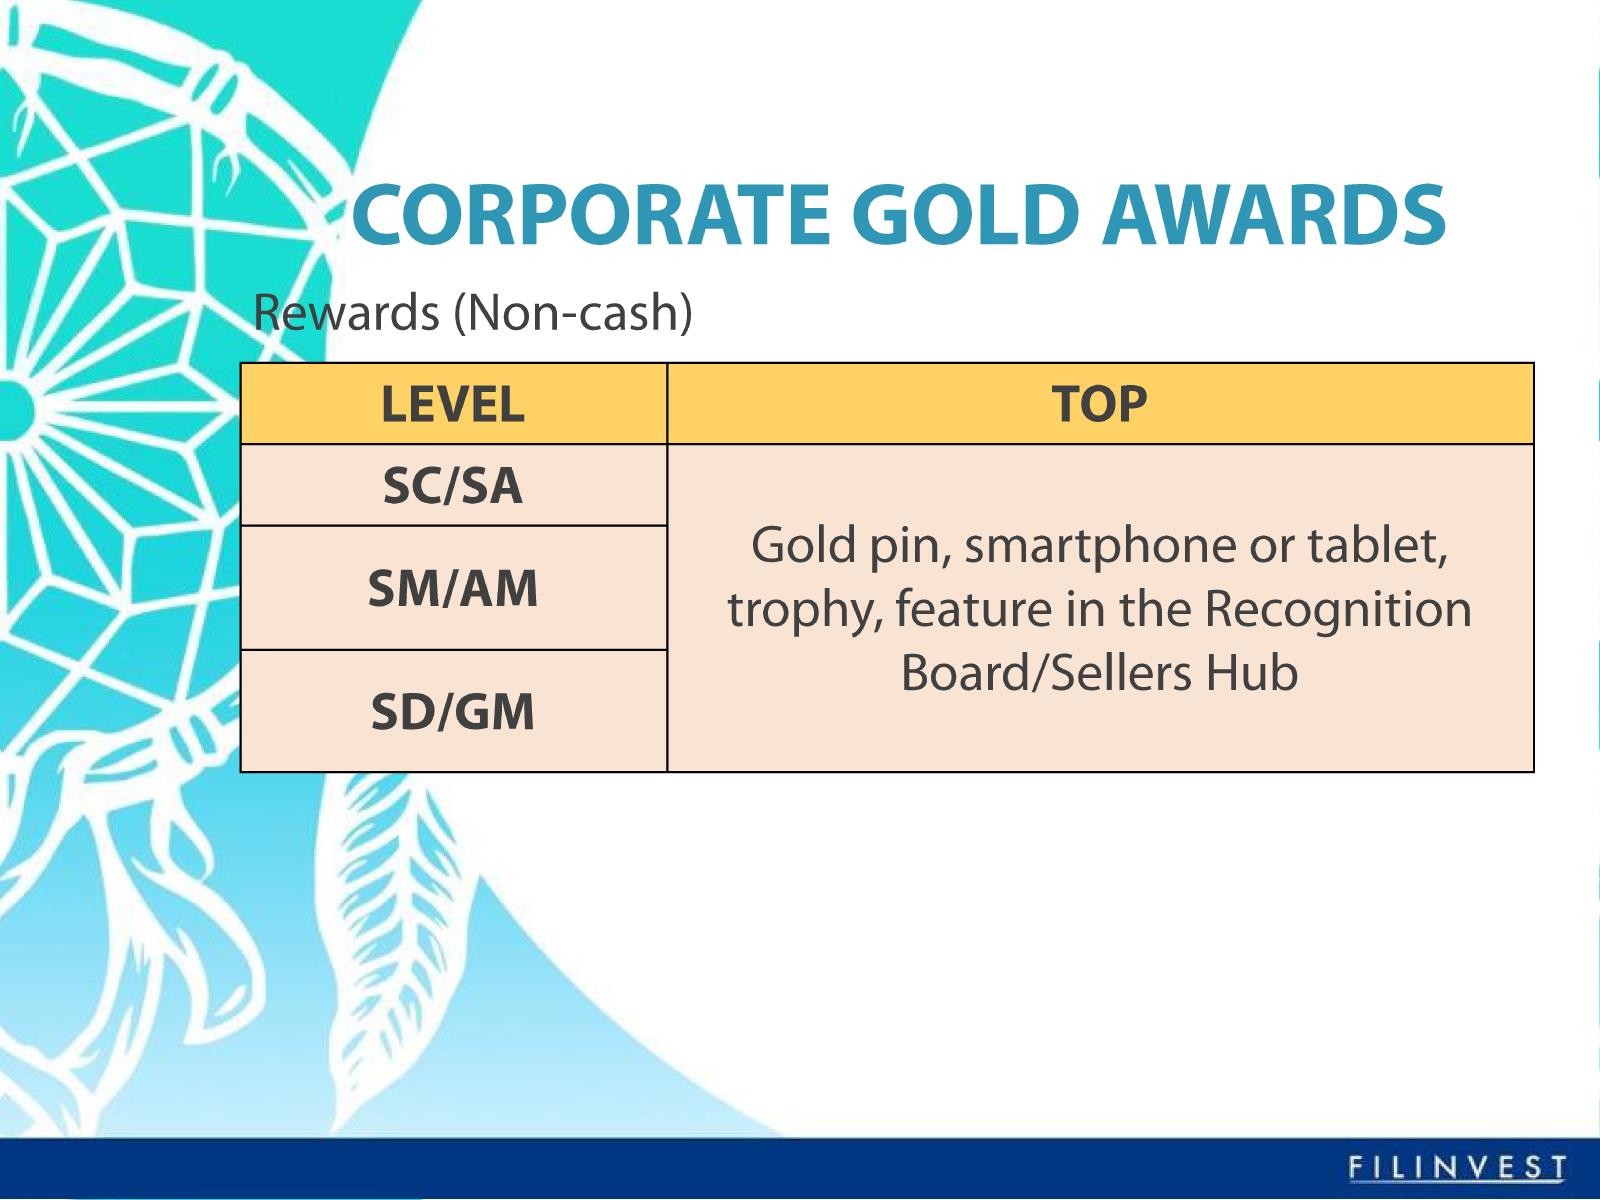 CORPORATE GOLD AWARDS
Rewards (Non-cash)
LEVEL
TOP
SC/SA
SM/AM
SD/GM
Gold pin, smartphone or tablet,
trophy, feature in the Recognition
Board/Sellers Hub
FILINVEST